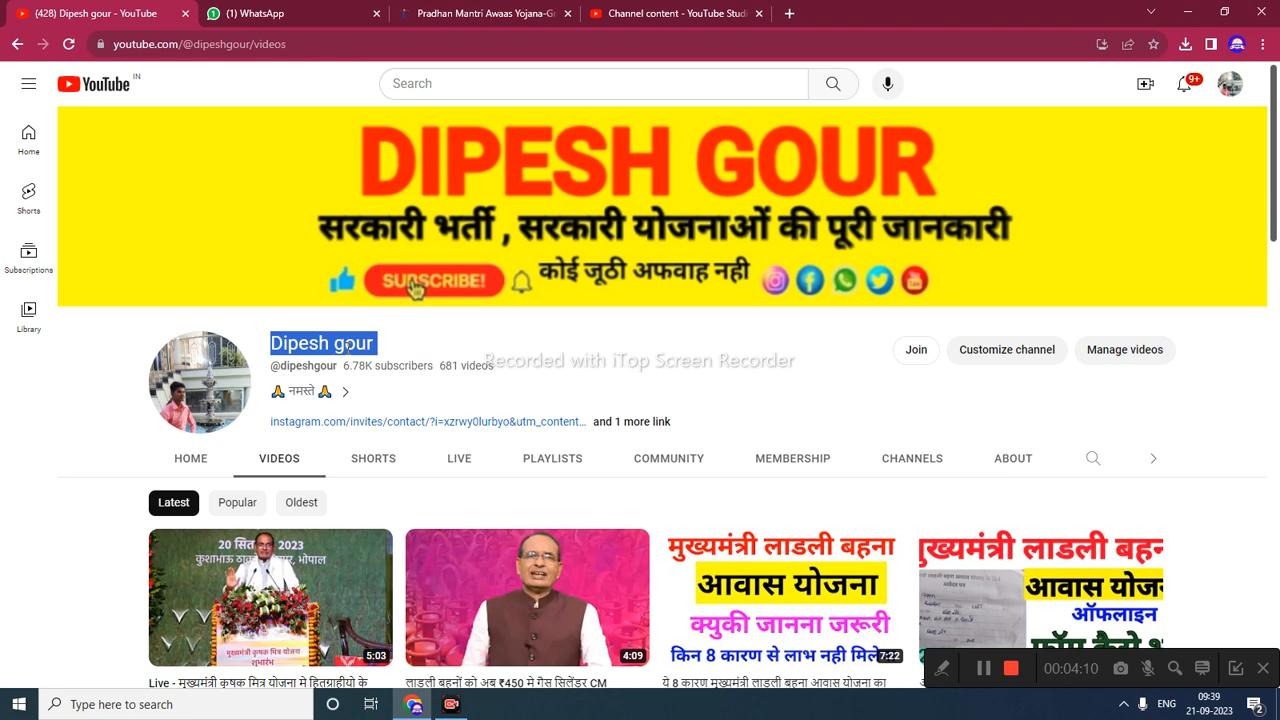 (428) Dipesh gour - YouTube
(1) WhatsApp
Pradhan Mantri Awaas Yojana-Gr
Channel content - YouTube Studi
youtube.com/@dipeshgour/videos
YouTube IN
Search
9+
Home
Shorts
Subscriptions
Library
DIPESH GOUR
सरकारी भर्ती , सरकारी योजनाओं की पूरी जानकारी
SUBSCRIBE!
कोई जूठी अफवाह नही
Dipesh gour
@dipeshgour 6.78K subscribers 681 videos
Recorded with iTop Screen Recorder
Join
Customize channel
Manage videos
🙏 नमस्ते 🙏
instagram.com/invites/contact/?i=xzrwy0lurbyo&utm_content... and 1 more link
HOME
VIDEOS
SHORTS
LIVE
PLAYLISTS
COMMUNITY
MEMBERSHIP
CHANNELS
ABOUT
Latest
Popular
Oldest
2023
कुशाभाऊ
भोपाल
मुख्यमंत्री कृषक मित्र योजना
शुभारंभ
5:03
4:09
मुख्यमंत्री लाडली बहना
आवास योजना
क्युकी जानना जरूरी
किन 8 कारण से लाभ नही
7:22
लाडली
ऑफलाइन
फॉर्म कैसे
Live - मुख्यमंत्री कृषक मित्र योजना मे हितग्राहीयो के
लाडली बहनों को अब ₹450 मे गैस सिलेंडर CM
ये 8 कारण मुख्यमंत्री लाडली बहना आवास योजना का
00:04:10
Type here to search
ENG
09:39
21-09-2023
2